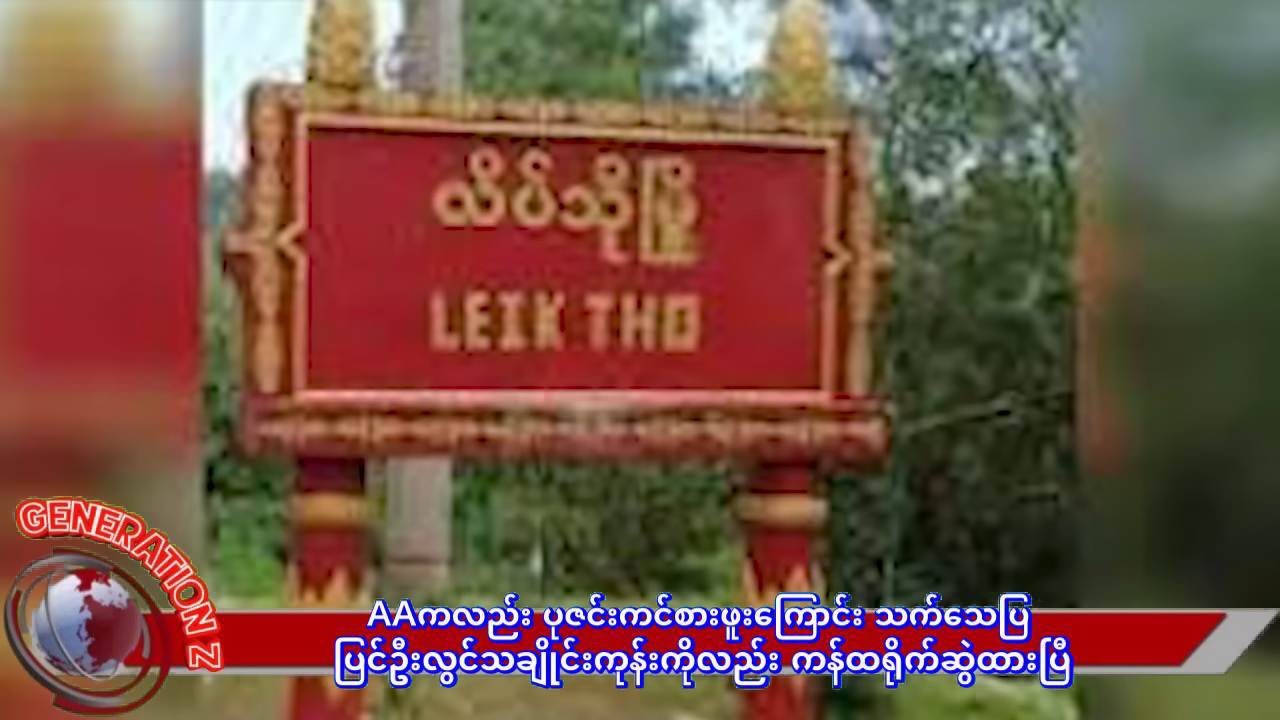 လိပ်သိုမြို့
LEIK THO
GENERATION Z
AAကလည်း ပုဇင်းကင်စားဖူးကြောင်း သက်သေပြ
ပြင်ဦးလွင်သချိုင်းကုန်းကိုလည်း ကန်ထရိုက်ဆွဲထားပြီ